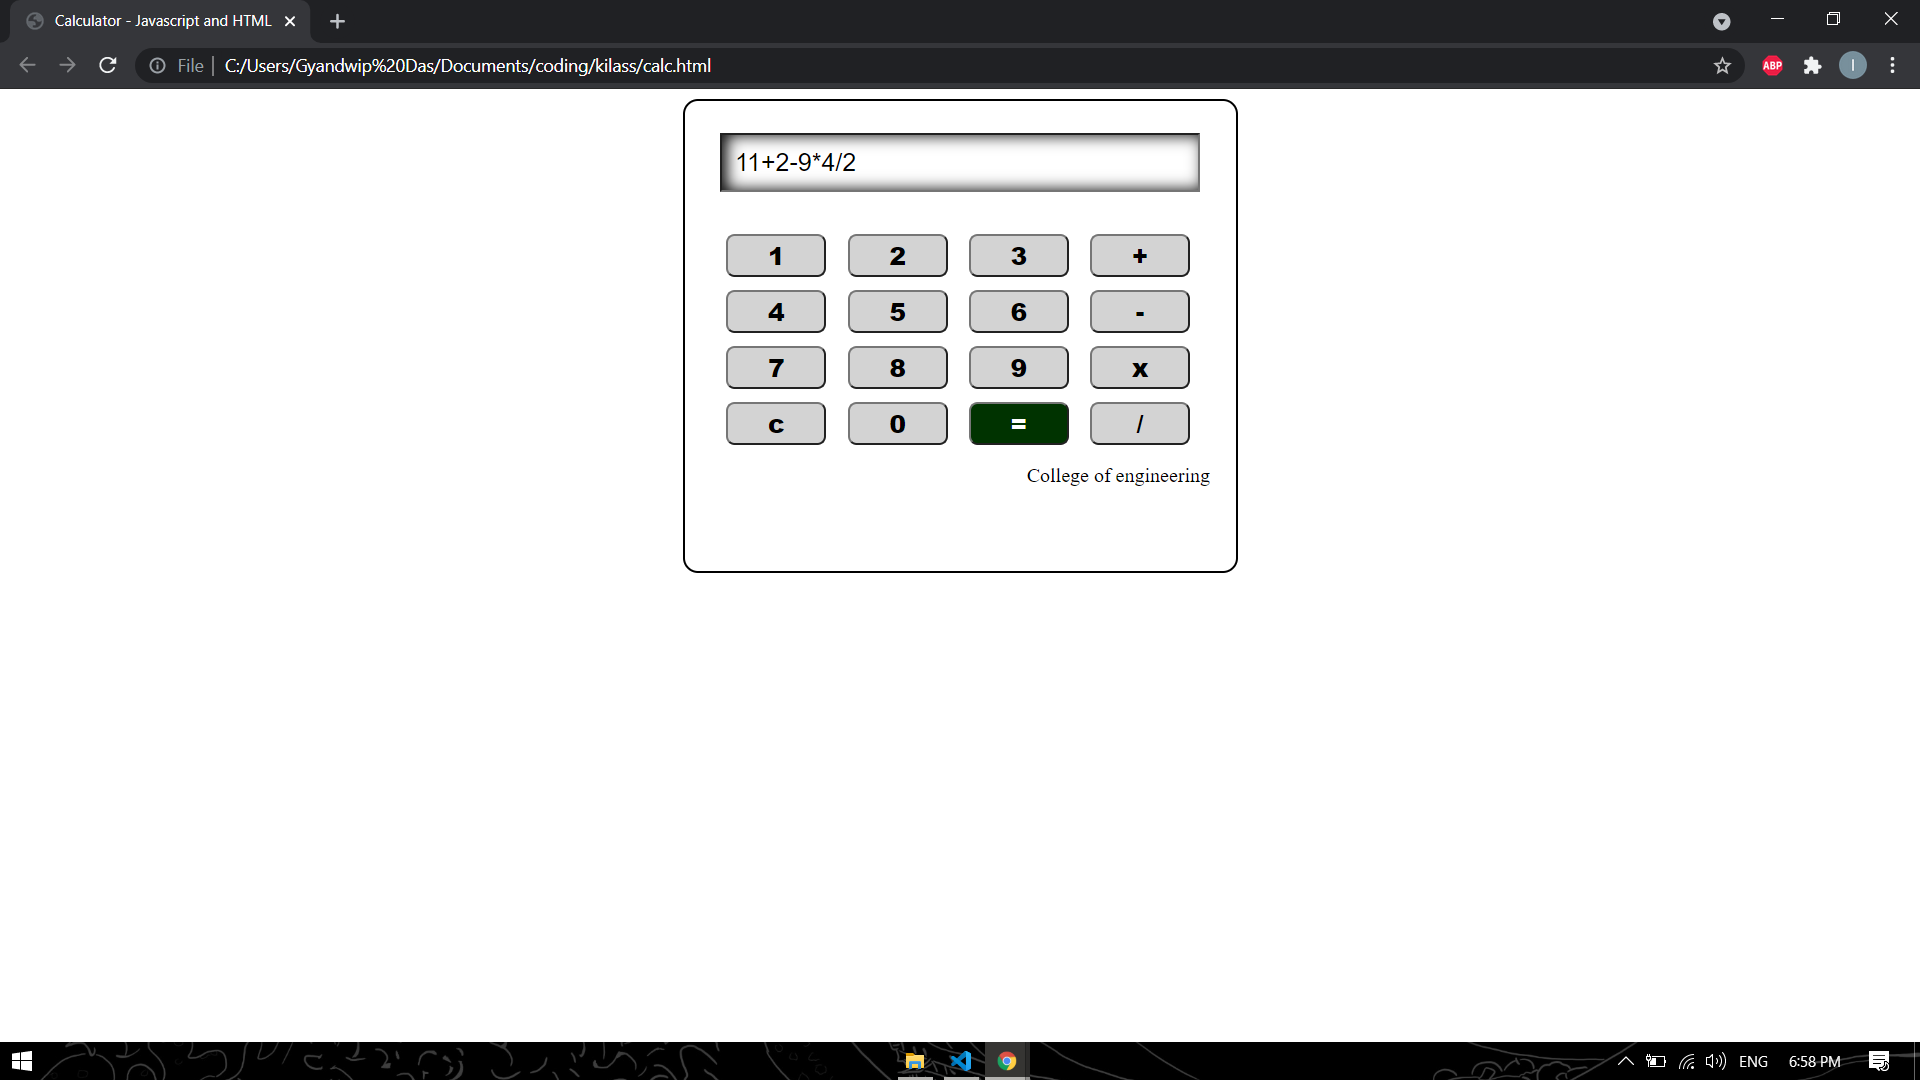 Calculator - Javascript and HTML
File | C:/Users/Gyandwip%20Das/Documents/coding/kilass/calc.html
ABP
I
11+2-9*4/2
1 2 3 +
4 5 6 -
7 8 9 x
c 0 = /
College of engineering
ENG 6:58 PM